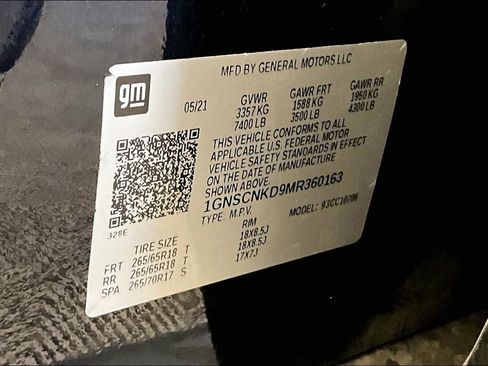 MFD BY GENERAL MOTORS LLC
gm
05/21 GVWR GAWR FRT GAWR RR
3357 KG 1588 KG 1950 KG
7400 LB 3500 LB 4300 LB
THIS VEHICLE CONFORMS TO ALL
APPLICABLE U.S. FEDERAL MOTOR
VEHICLE SAFETY STANDARDS IN EFFECT
ON THE DATE OF MANUFACTURE
SHOWN ABOVE.
1GNSCNKD9MR360163
TYPE: M.P.V. MODEL: 93CC10706
328E
TIRE SIZE RIM
FRT 265/65R18 T 18X8.5J
RR 265/65R18 T 18X8.5J
SPA 265/70R17 S 17X7J